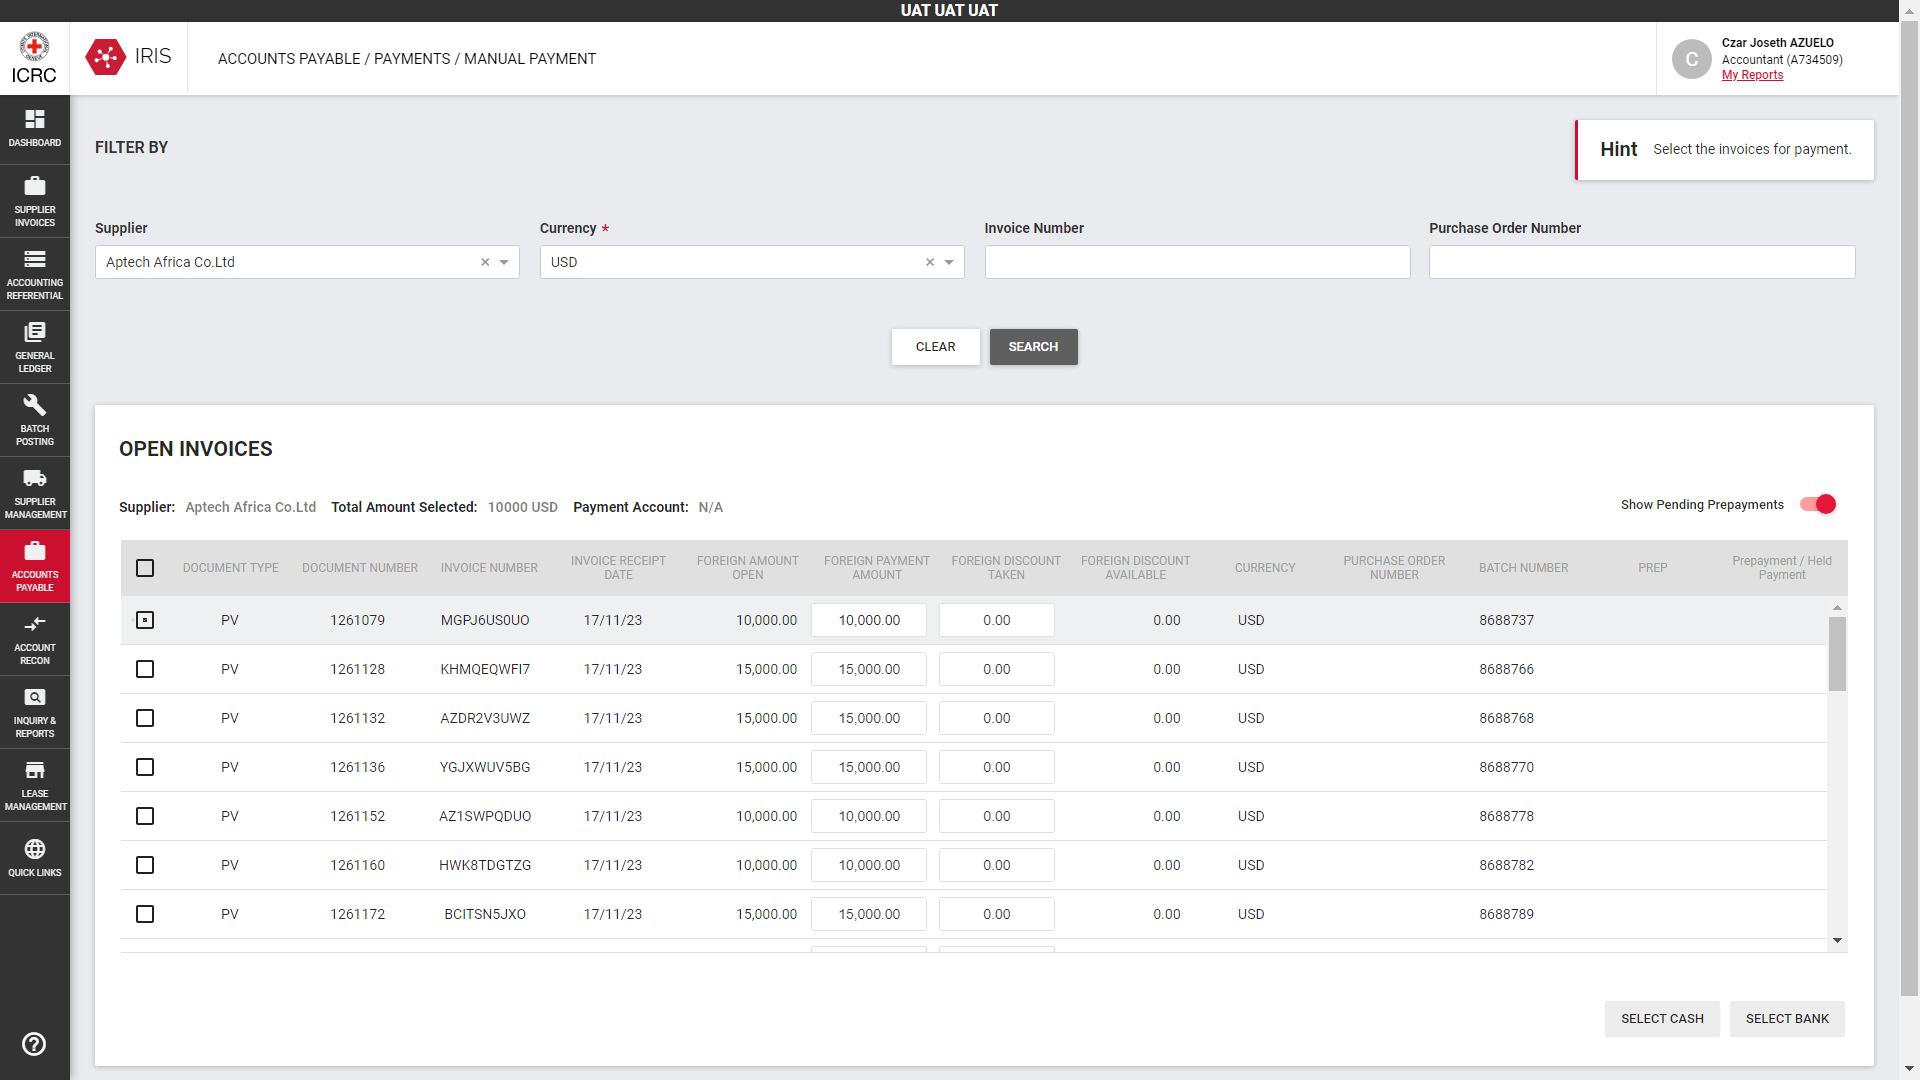 UAT UAT UAT
ICRC
IRIS
ACCOUNTS PAYABLE / PAYMENTS / MANUAL PAYMENT
C
Czar Joseth AZUELO
Accountant (A734509)
My Reports
DASHBOARD
SUPPLIER
INVOICES
ACCOUNTING
REFERENTIAL
GENERAL
LEDGER
BATCH
POSTING
SUPPLIER
MANAGEMENT
ACCOUNTS
PAYABLE
ACCOUNT
RECON
INQUIRY &
REPORTS
LEASE
MANAGEMENT
QUICK LINKS
FILTER BY
Hint Select the invoices for payment.
Supplier Currency * Invoice Number Purchase Order Number
Aptech Africa Co.Ltd USD
CLEAR SEARCH
OPEN INVOICES
Supplier: Aptech Africa Co.Ltd Total Amount Selected: 10000 USD Payment Account: N/A Show Pending Prepayments
DOCUMENT TYPE DOCUMENT NUMBER INVOICE NUMBER INVOICE RECEIPT DATE FOREIGN AMOUNT OPEN FOREIGN PAYMENT AMOUNT FOREIGN DISCOUNT TAKEN FOREIGN DISCOUNT AVAILABLE CURRENCY PURCHASE ORDER NUMBER BATCH NUMBER PREP Prepayment / Held Payment
PV 1261079 MGPJ6US0UO 17/11/23 10,000.00 10,000.00 0.00 0.00 USD 8688737
PV 1261128 KHMQEQWFI7 17/11/23 15,000.00 15,000.00 0.00 0.00 USD 8688766
PV 1261132 AZDR2V3UWZ 17/11/23 15,000.00 15,000.00 0.00 0.00 USD 8688768
PV 1261136 YGJXWUV5BG 17/11/23 15,000.00 15,000.00 0.00 0.00 USD 8688770
PV 1261152 AZ1SWPQDUO 17/11/23 10,000.00 10,000.00 0.00 0.00 USD 8688778
PV 1261160 HWK8TDGTZG 17/11/23 10,000.00 10,000.00 0.00 0.00 USD 8688782
PV 1261172 BCITSN5JXO 17/11/23 15,000.00 15,000.00 0.00 0.00 USD 8688789
SELECT CASH SELECT BANK